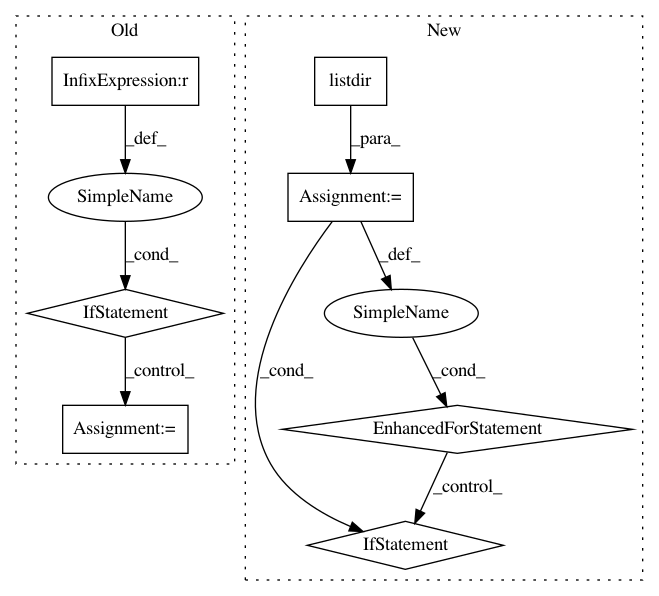 Old
New
InfixExpression:r
listdir
_def_
_para_
SimpleName
Assignment:=
_cond_
_def_
IfStatement
SimpleName
_control_
_cond_
_cond_
Assignment:=
EnhancedForStatement
_control_
IfStatement